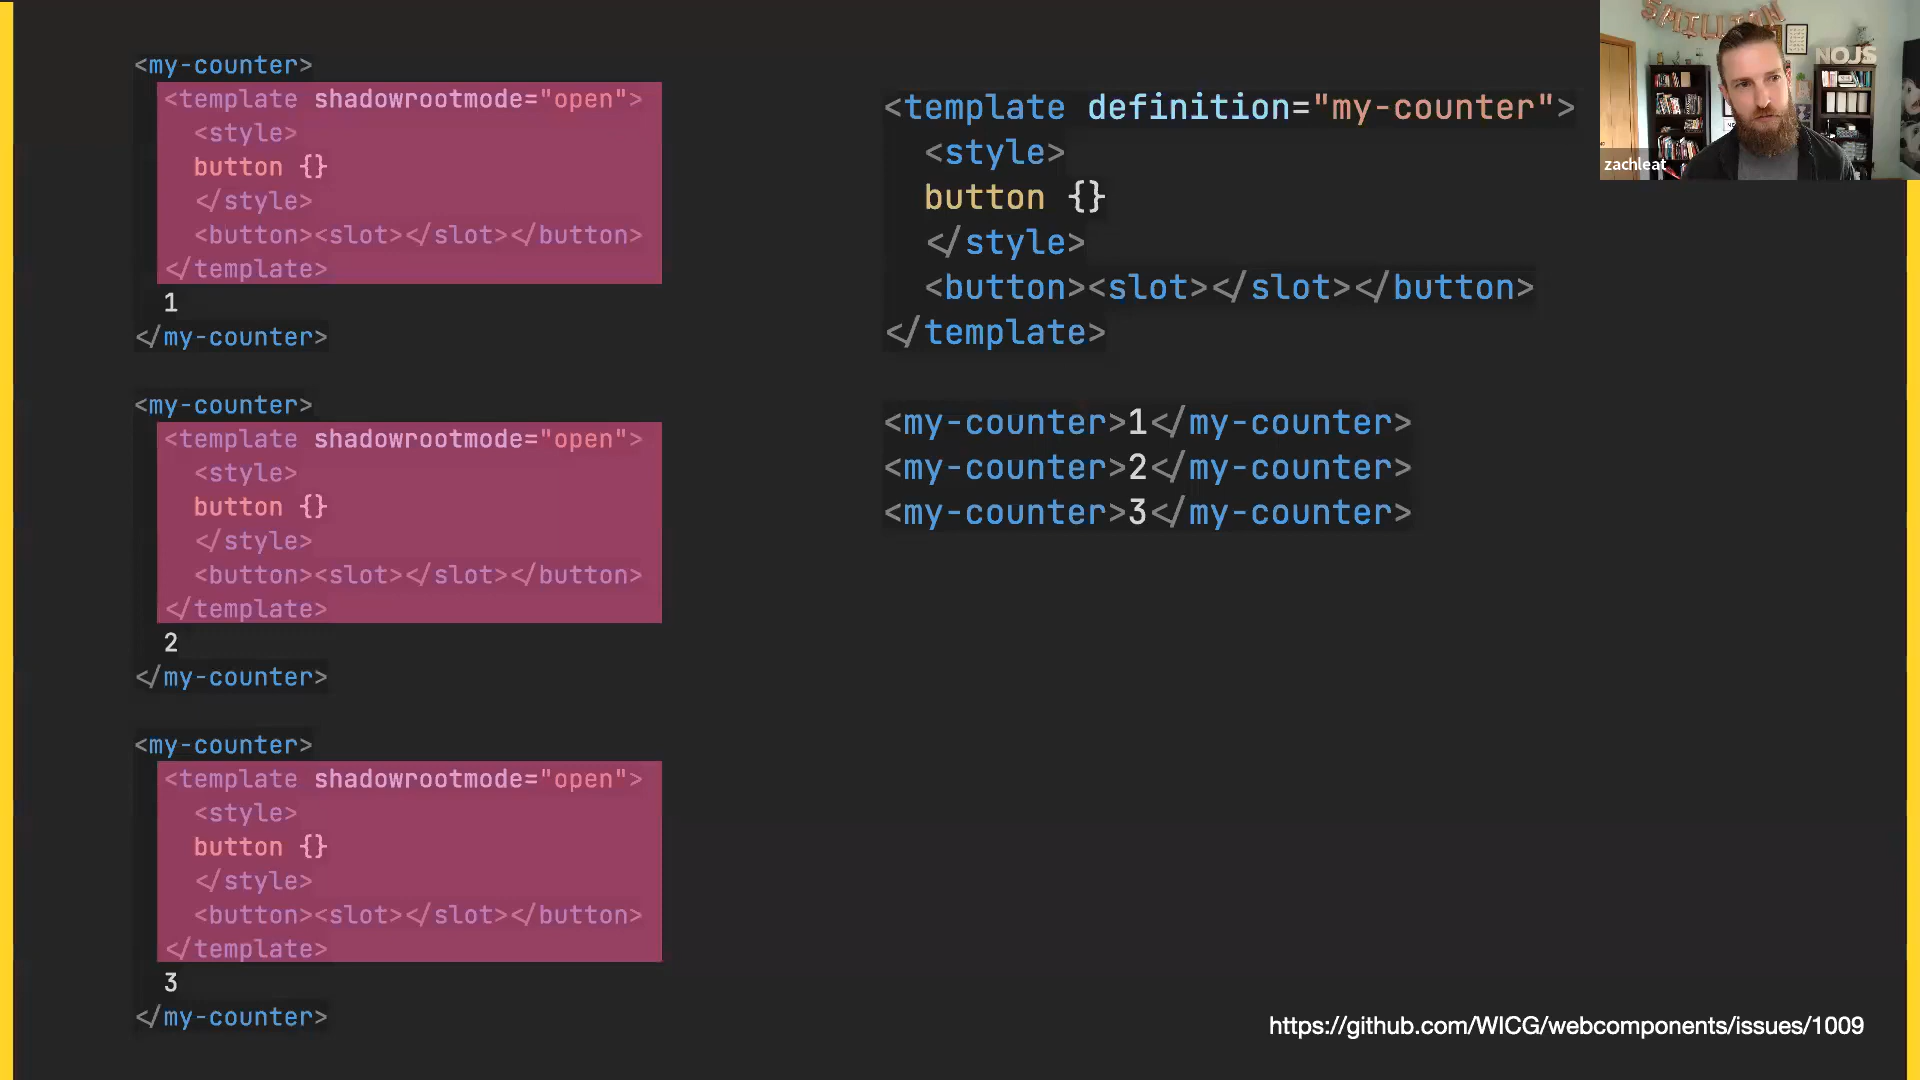 <my-counter>
<template shadowrootmode="open">
<style>
button {}
</style>
<button><slot></slot></button>
</template>
1
</my-counter>
<my-counter>
<template shadowrootmode="open">
<style>
button {}
</style>
<button><slot></slot></button>
</template>
2
</my-counter>
<my-counter>
<template shadowrootmode="open">
<style>
button {}
</style>
<button><slot></slot></button>
</template>
3
</my-counter>
<template definition="my-counter">
<style>
button {}
</style>
<button><slot></slot></button>
</template>
<my-counter>1</my-counter>
<my-counter>2</my-counter>
<my-counter>3</my-counter>
NOJS
zachleat
https://github.com/WICG/webcomponents/issues/1009